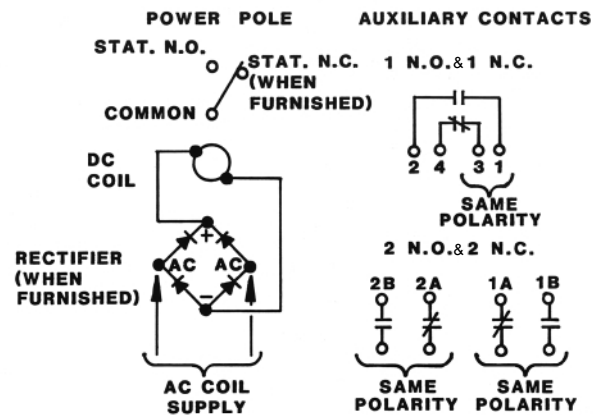 POWER POLE
STAT. N.O.
STAT. N.C.
(WHEN
FURNISHED)
COMMON
DC
COIL
+
AC AC
–
RECTIFIER
(WHEN
FURNISHED)
AC COIL
SUPPLY
AUXILIARY CONTACTS
1 N.O.&1 N.C.
2 4 3 1
SAME
POLARITY
2 N.O.&2 N.C.
2B 2A 1A 1B
SAME POLARITY
SAME POLARITY